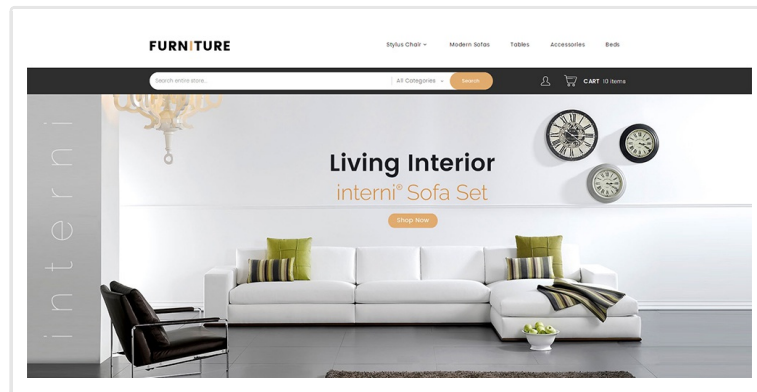 FURNITURE
Stylus Chair Modern Sofas Tables Accessories Beds
Search entire store...
All Categories
Search
CART (0) items
interni
Living Interior
interni® Sofa Set
Shop Now